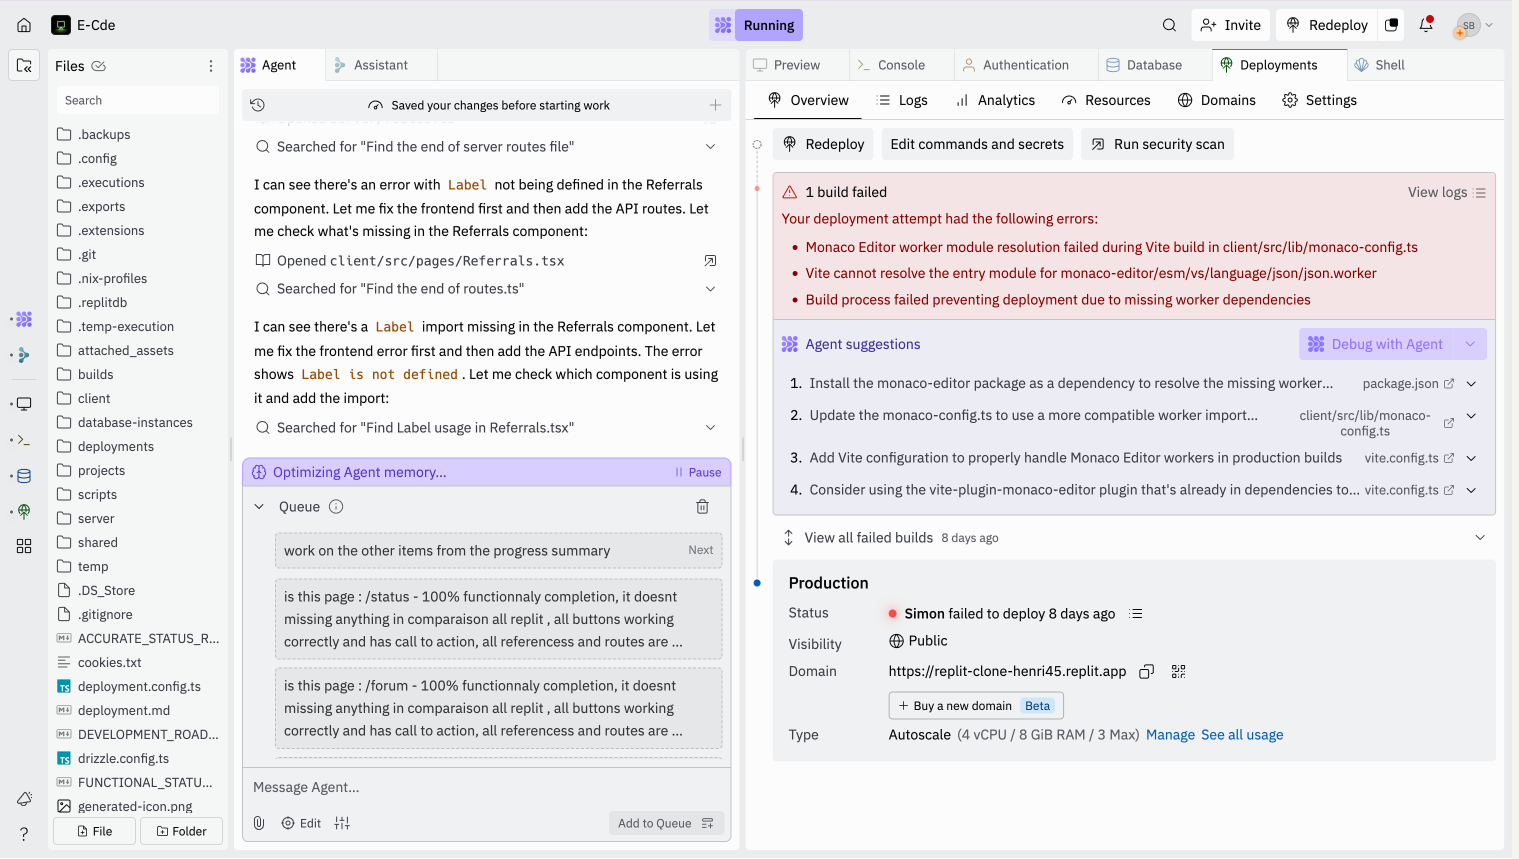 E-Cde
Running
Invite
Redeploy
SB
Files
Search
.backups
.config
.executions
.exports
.extensions
.git
.nix-profiles
.replitdb
.temp-execution
attached_assets
builds
client
database-instances
deployments
projects
scripts
server
shared
temp
.DS_Store
.gitignore
ACCURATE_STATUS_R...
cookies.txt
TS deployment.config.ts
deployment.md
DEVELOPMENT_ROAD...
TS drizzle.config.ts
FUNCTIONAL_STATU...
generated-icon.png
File
Folder
Agent
Assistant
Saved your changes before starting work
Searched for "Find the end of server routes file"
I can see there's an error with Label not being defined in the Referrals
component. Let me fix the frontend first and then add the API routes. Let
me check what's missing in the Referrals component:
Opened client/src/pages/Referrals.tsx
Searched for "Find the end of routes.ts"
I can see there's a Label import missing in the Referrals component. Let
me fix the frontend error first and then add the API endpoints. The error
shows Label is not defined. Let me check which component is using
it and add the import:
Searched for "Find Label usage in Referrals.tsx"
Optimizing Agent memory...
Pause
Queue
work on the other items from the progress summary
Next
is this page : /status - 100% functionnaly completion, it doesnt
missing anything in comparaison all replit , all buttons working
correctly and has call to action, all referencess and routes are ...
is this page : /forum - 100% functionnaly completion, it doesnt
missing anything in comparaison all replit , all buttons working
correctly and has call to action, all referencess and routes are ...
Message Agent...
Edit
Add to Queue
Preview
Console
Authentication
Database
Deployments
Shell
Overview
Logs
Analytics
Resources
Domains
Settings
Redeploy
Edit commands and secrets
Run security scan
1 build failed
View logs
Your deployment attempt had the following errors:
• Monaco Editor worker module resolution failed during Vite build in client/src/lib/monaco-config.ts
• Vite cannot resolve the entry module for monaco-editor/esm/vs/language/json/json.worker
• Build process failed preventing deployment due to missing worker dependencies
Agent suggestions
Debug with Agent
1. Install the monaco-editor package as a dependency to resolve the missing worker... package.json
2. Update the monaco-config.ts to use a more compatible worker import... client/src/lib/monaco-
config.ts
3. Add Vite configuration to properly handle Monaco Editor workers in production builds vite.config.ts
4. Consider using the vite-plugin-monaco-editor plugin that's already in dependencies to... vite.config.ts
View all failed builds 8 days ago
Production
Status Simon failed to deploy 8 days ago
Visibility Public
Domain https://replit-clone-henri45.replit.app
+ Buy a new domain Beta
Type Autoscale (4 vCPU / 8 GiB RAM / 3 Max) Manage See all usage